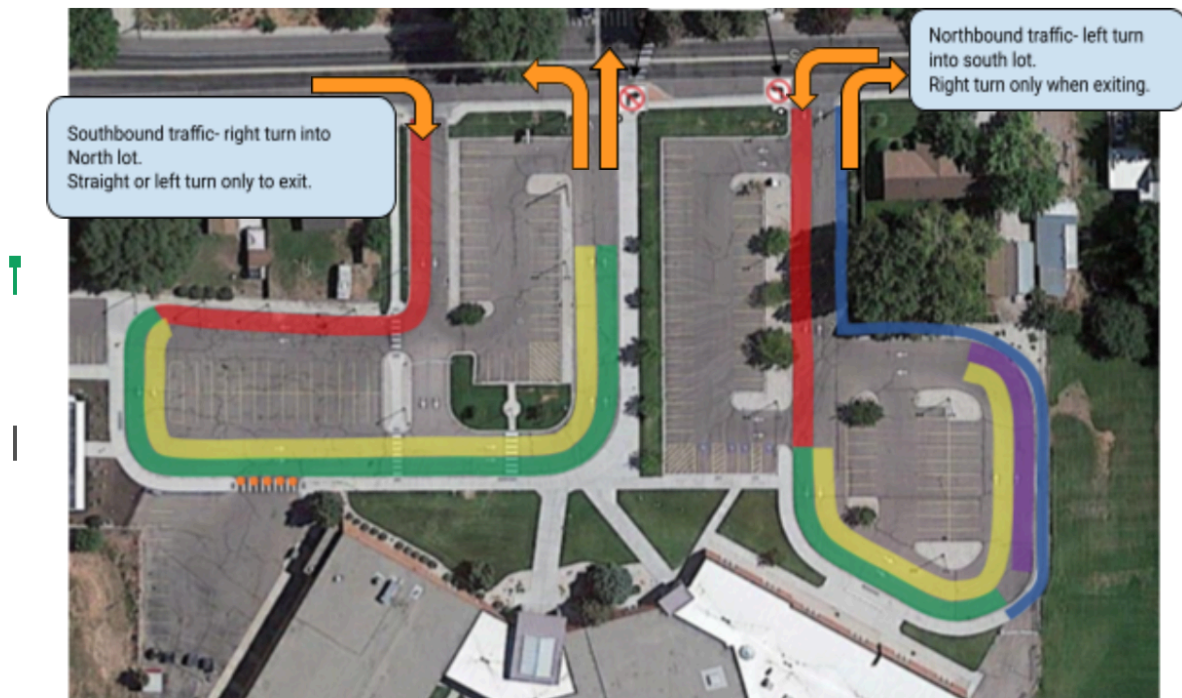 Southbound traffic- right turn into
North lot.
Straight or left turn only to exit.
Northbound traffic- left turn
into south lot.
Right turn only when exiting.